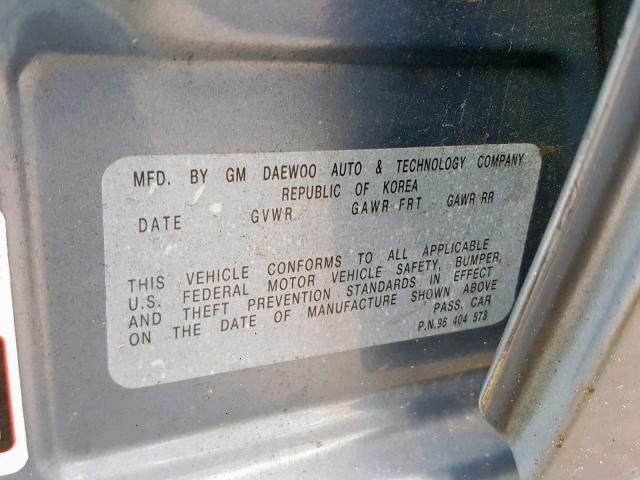 MFD. BY GM DAEWOO AUTO & TECHNOLOGY COMPANY
REPUBLIC OF KOREA
DATE GVWR GAWR FRT GAWR RR
THIS VEHICLE CONFORMS TO ALL APPLICABLE
U.S. FEDERAL MOTOR VEHICLE SAFETY, BUMPER,
AND THEFT PREVENTION STANDARDS IN EFFECT
ON THE DATE OF MANUFACTURE SHOWN ABOVE
PASS. CAR
P.N.96 404 578